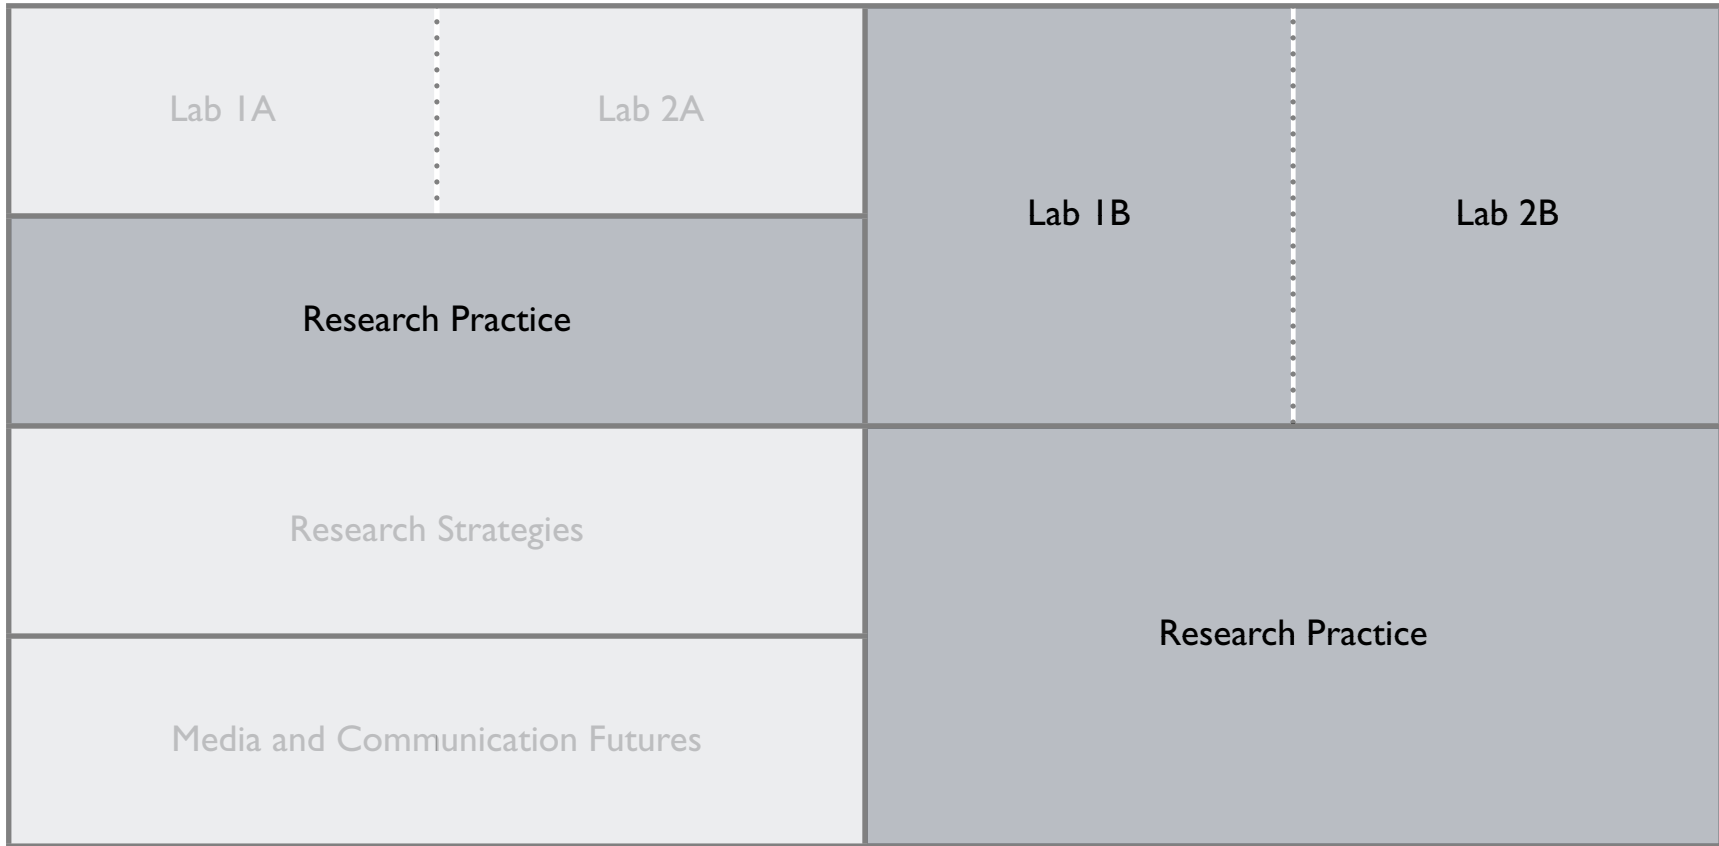 Lab 1A
Lab 2A
Lab 1B
Lab 2B
Research Practice
Research Strategies
Research Practice
Media and Communication Futures